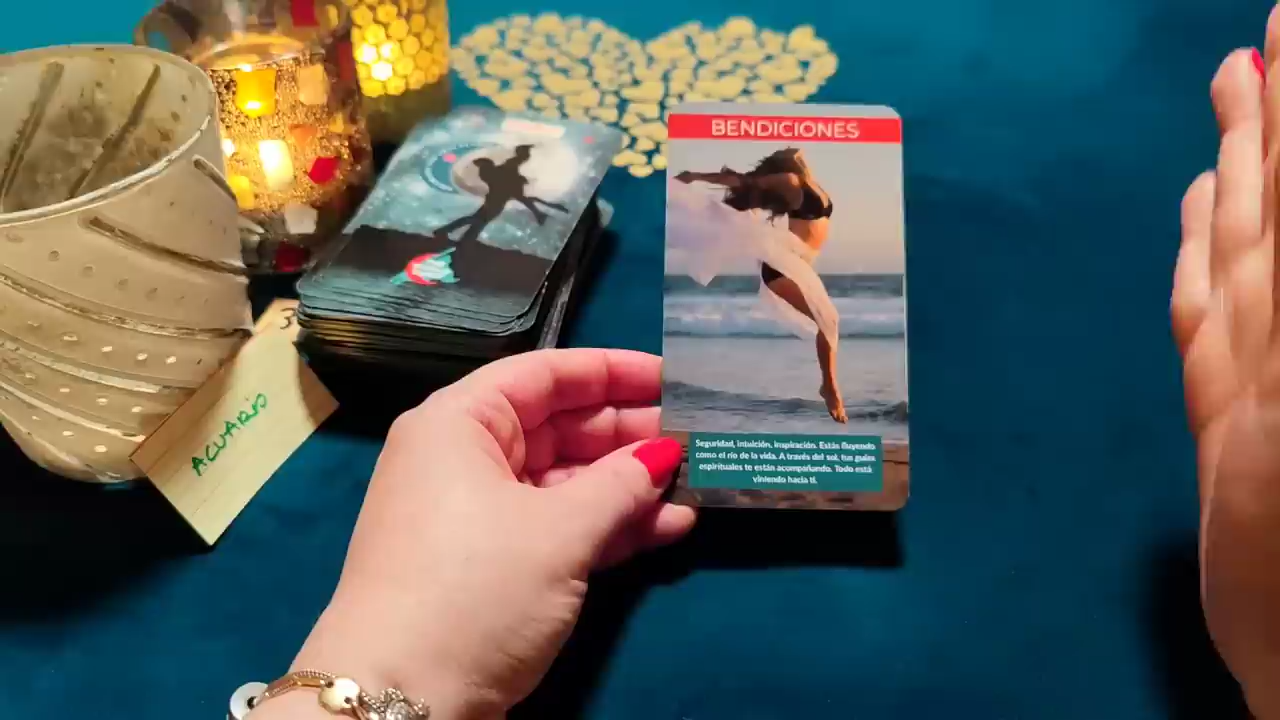 BENDICIONES
Seguridad, intuición, inspiración. Estás fluyendo
como el río de la vida. A través del sol, tus guías
espirituales te están acompañando. Todo está
viniendo hacia ti.
3
ACUARIO